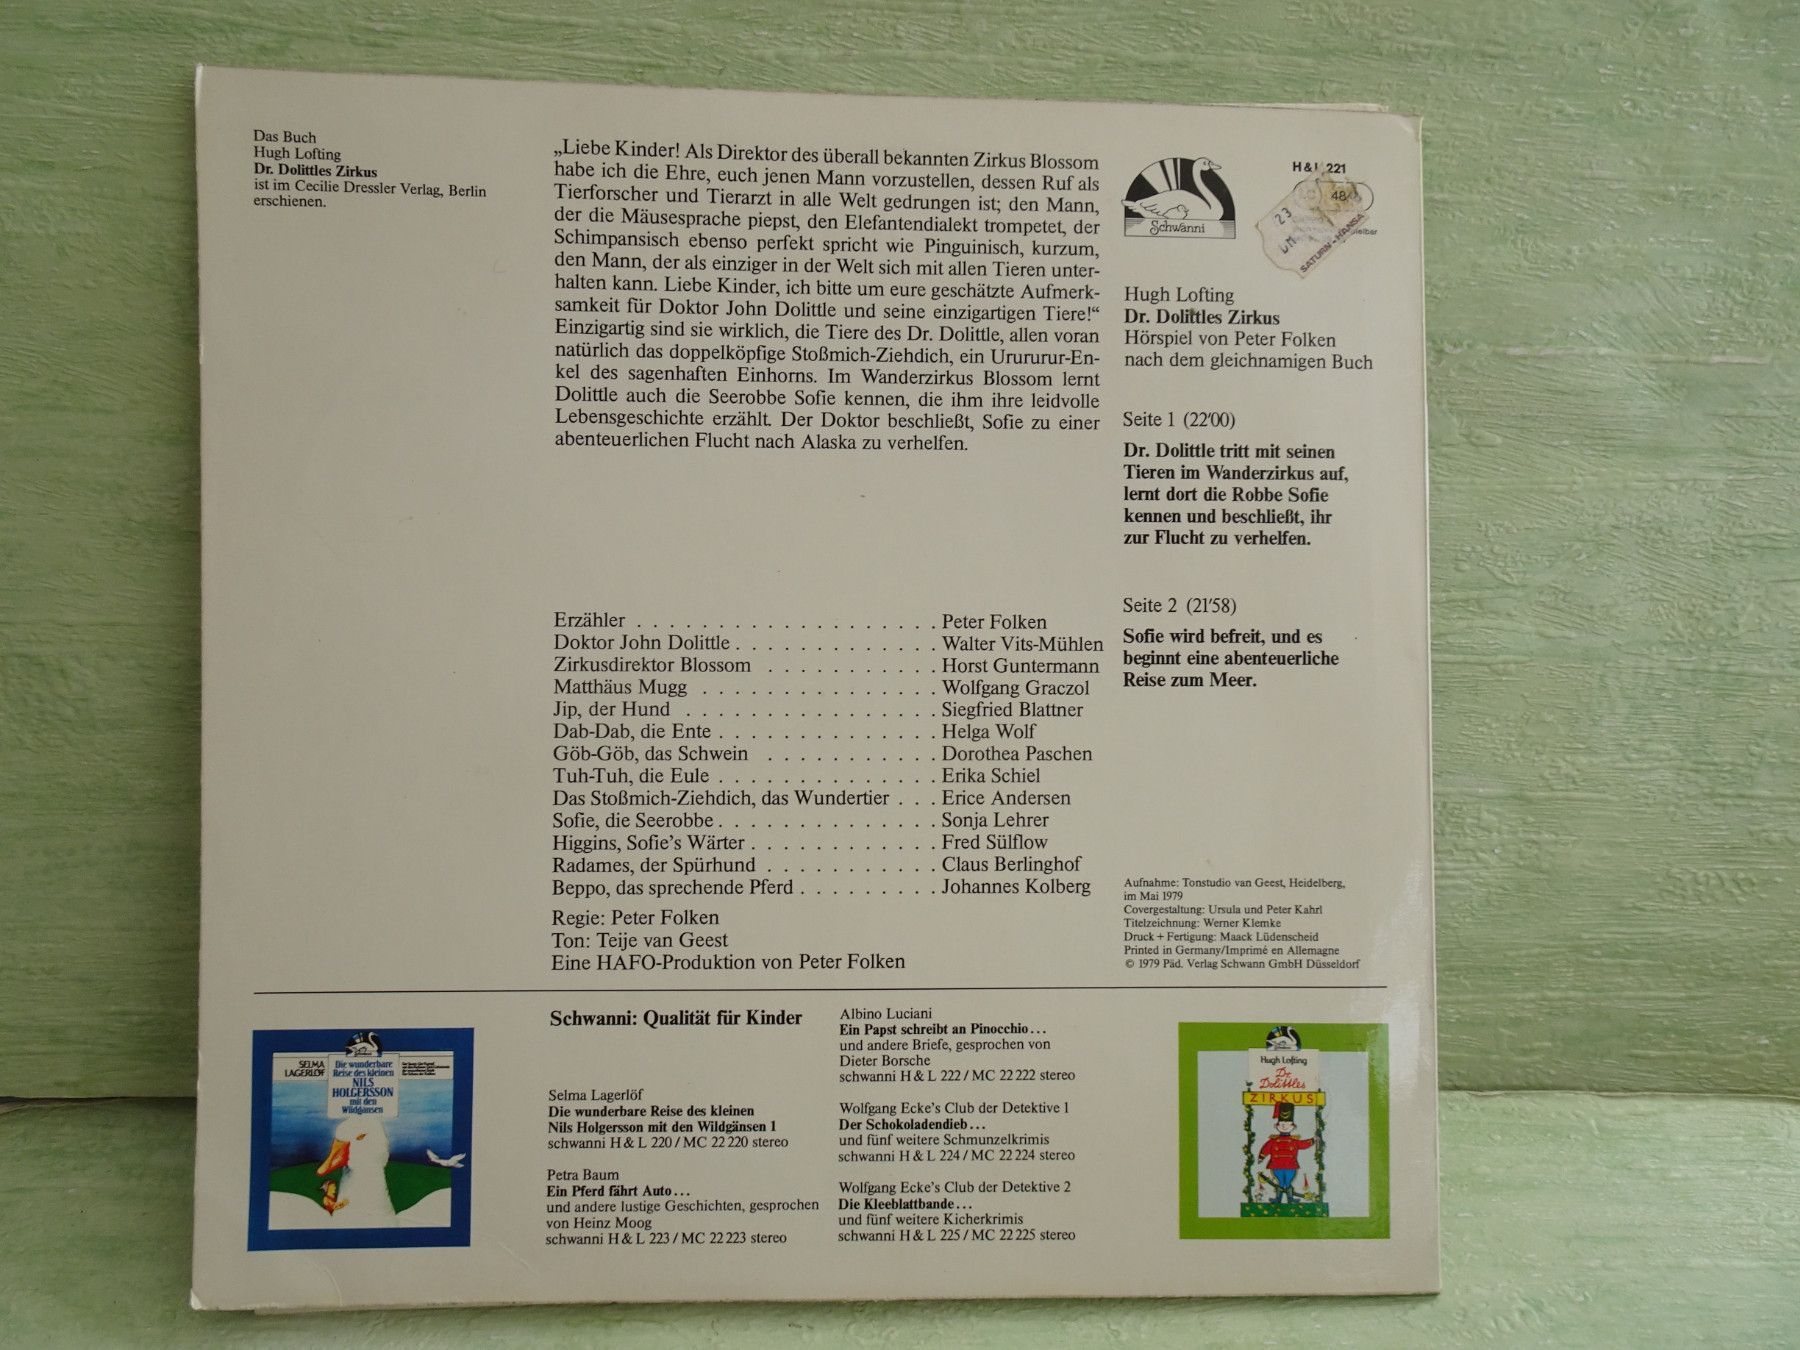 Das Buch
Hugh Lofting
Dr. Dolittles Zirkus
ist im Cecilie Dressler Verlag, Berlin
erschienen.
„Liebe Kinder! Als Direktor des überall bekannten Zirkus Blossom
habe ich die Ehre, euch jenen Mann vorzustellen, dessen Ruf als
Tierforscher und Tierarzt in alle Welt gedrungen ist; den Mann,
der die Mäusesprache piepst, den Elefantendialekt trompetet, der
Schimpansisch ebenso perfekt spricht wie Pinguinisch, kurzum,
den Mann, der als einziger in der Welt sich mit allen Tieren unter-
halten kann. Liebe Kinder, ich bitte um eure geschätzte Aufmerk-
samkeit für Doktor John Dolittle und seine einzigartigen Tiere!“
Einzigartig sind sie wirklich, die Tiere des Dr. Dolittle, allen voran
natürlich das doppelköpfige Stoßmich-Ziehdich, ein Urururur-En-
kel des sagenhaften Einhorns. Im Wanderzirkus Blossom lernt
Dolittle auch die Seerobbe Sofie kennen, die ihm ihre leidvolle
Lebensgeschichte erzählt. Der Doktor beschließt, Sofie zu einer
abenteuerlichen Flucht nach Alaska zu verhelfen.
Erzähler . . . . . . . . . . . . . . . . . . . Peter Folken
Doktor John Dolittle . . . . . . . . . . . . . Walter Vits-Mühlen
Zirkusdirektor Blossom . . . . . . . . . . . Horst Guntermann
Matthäus Mugg . . . . . . . . . . . . . . . Wolfgang Graczol
Jip, der Hund . . . . . . . . . . . . . . . . Siegfried Blattner
Dab-Dab, die Ente . . . . . . . . . . . . . . Helga Wolf
Göb-Göb, das Schwein . . . . . . . . . . . Dorothea Paschen
Tuh-Tuh, die Eule . . . . . . . . . . . . . . Erika Schiel
Das Stoßmich-Ziehdich, das Wundertier . . . Erice Andersen
Sofie, die Seerobbe . . . . . . . . . . . . . . Sonja Lehrer
Higgins, Sofie's Wärter . . . . . . . . . . . . Fred Sülflow
Radames, der Spürhund . . . . . . . . . . . Claus Berlinghof
Beppo, das sprechende Pferd . . . . . . . . . Johannes Kolberg
Regie: Peter Folken
Ton: Teije van Geest
Eine HAFO-Produktion von Peter Folken
Schwanni
H & L 221
48
23
SATURN-HANSA
Hugh Lofting
Dr. Dolittles Zirkus
Hörspiel von Peter Folken
nach dem gleichnamigen Buch
Seite 1 (22'00)
Dr. Dolittle tritt mit seinen
Tieren im Wanderzirkus auf,
lernt dort die Robbe Sofie
kennen und beschließt, ihr
zur Flucht zu verhelfen.
Seite 2 (21'58)
Sofie wird befreit, und es
beginnt eine abenteuerliche
Reise zum Meer.
Aufnahme: Tonstudio van Geest, Heidelberg,
im Mai 1979
Covergestaltung: Ursula und Peter Kahrl
Titelzeichnung: Werner Klemke
Druck + Fertigung: Maack Lüdenscheid
Printed in Germany/Imprimé en Allemagne
© 1979 Päd. Verlag Schwann GmbH Düsseldorf
SELMA
LAGERLÖF
Die wunderbare
Reise des kleinen
NILS
HOLGERSSON
mit den
Wildgänsen
Schwanni: Qualität für Kinder
Selma Lagerlöf
Die wunderbare Reise des kleinen
Nils Holgersson mit den Wildgänsen 1
schwanni H & L 220 / MC 22 220 stereo
Petra Baum
Ein Pferd fährt Auto . . .
und andere lustige Geschichten, gesprochen
von Heinz Moog
schwanni H & L 223 / MC 22 223 stereo
Albino Luciani
Ein Papst schreibt an Pinocchio . . .
und andere Briefe, gesprochen von
Dieter Borsche
schwanni H & L 222 / MC 22 222 stereo
Wolfgang Ecke's Club der Detektive 1
Der Schokoladendieb . . .
und fünf weitere Schmunzelkrimis
schwanni H & L 224 / MC 22 224 stereo
Wolfgang Ecke's Club der Detektive 2
Die Kleeblattbande . . .
und fünf weitere Kicherkrimis
schwanni H & L 225 / MC 22 225 stereo
Hugh Lofting
Dr.
Dolittles
ZIRKUS